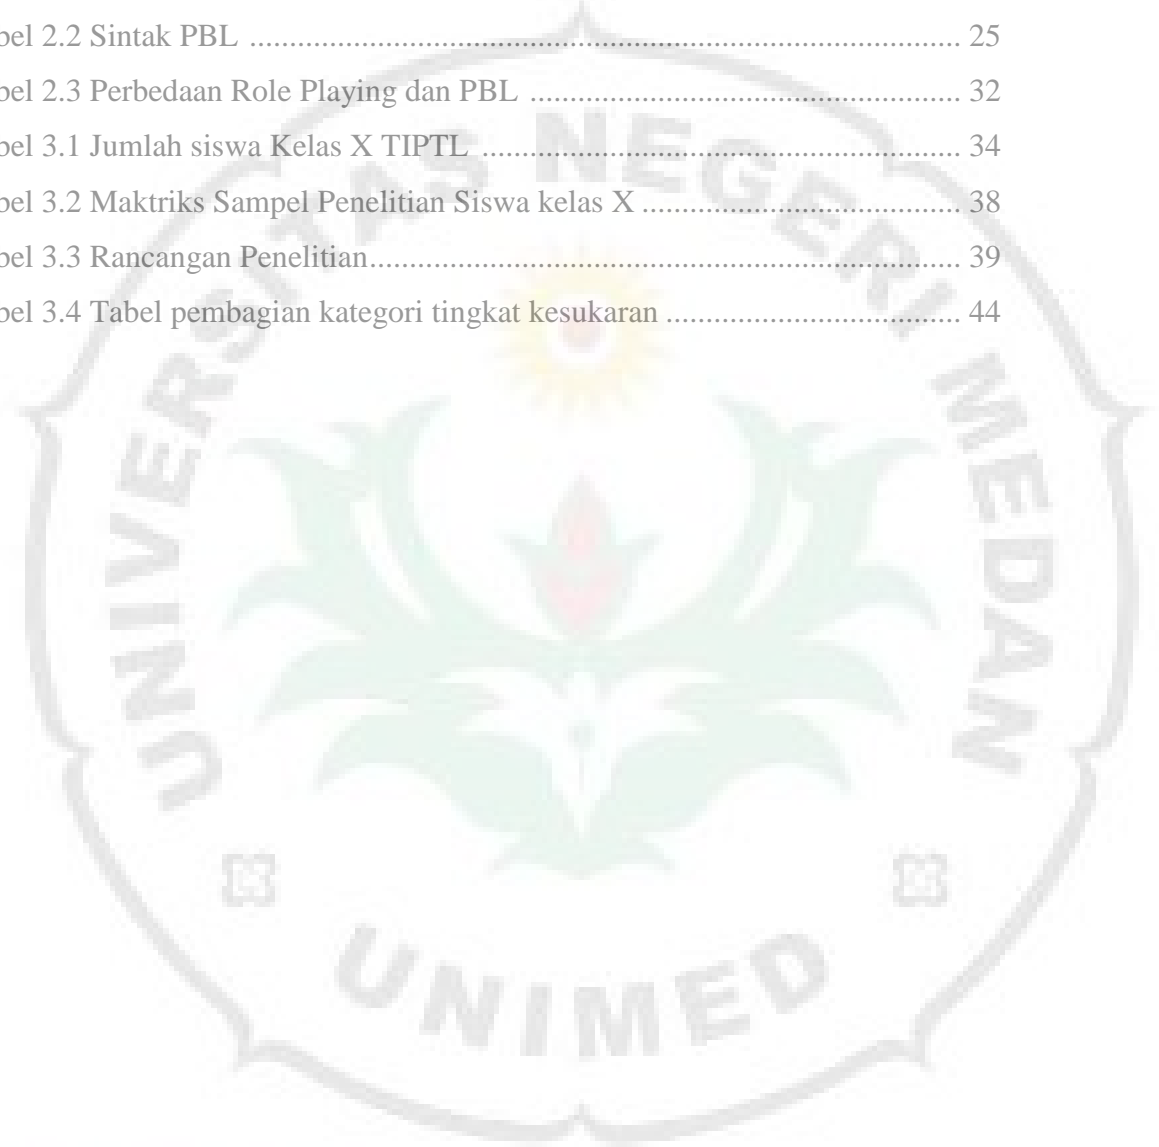 bel 2.2 Sintak PBL ........................................................................... 25
bel 2.3 Perbedaan Role Playing dan PBL ............................................. 32
bel 3.1 Jumlah siswa Kelas X TIPTL .................................................. 34
bel 3.2 Maktriks Sampel Penelitian Siswa kelas X ................................. 38
bel 3.3 Rancangan Penelitian.............................................................. 39
bel 3.4 Tabel pembagian kategori tingkat kesukaran ............................... 44
UNIVERSITAS NEGERI MEDAN
UNIMED